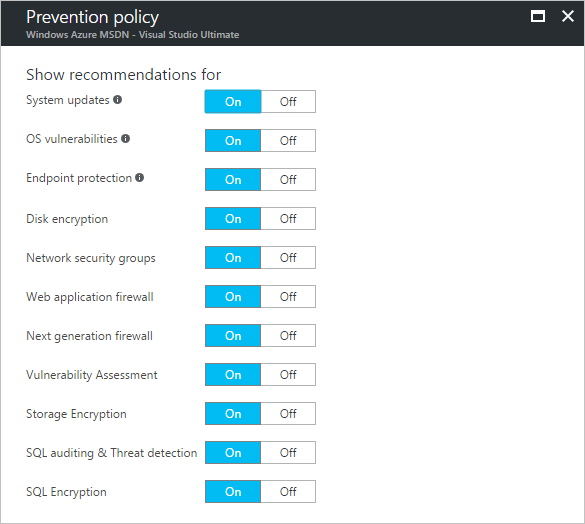 Prevention policy
Windows Azure MSDN - Visual Studio Ultimate
Show recommendations for
System updates On Off
OS vulnerabilities On Off
Endpoint protection On Off
Disk encryption On Off
Network security groups On Off
Web application firewall On Off
Next generation firewall On Off
Vulnerability Assessment On Off
Storage Encryption On Off
SQL auditing & Threat detection On Off
SQL Encryption On Off